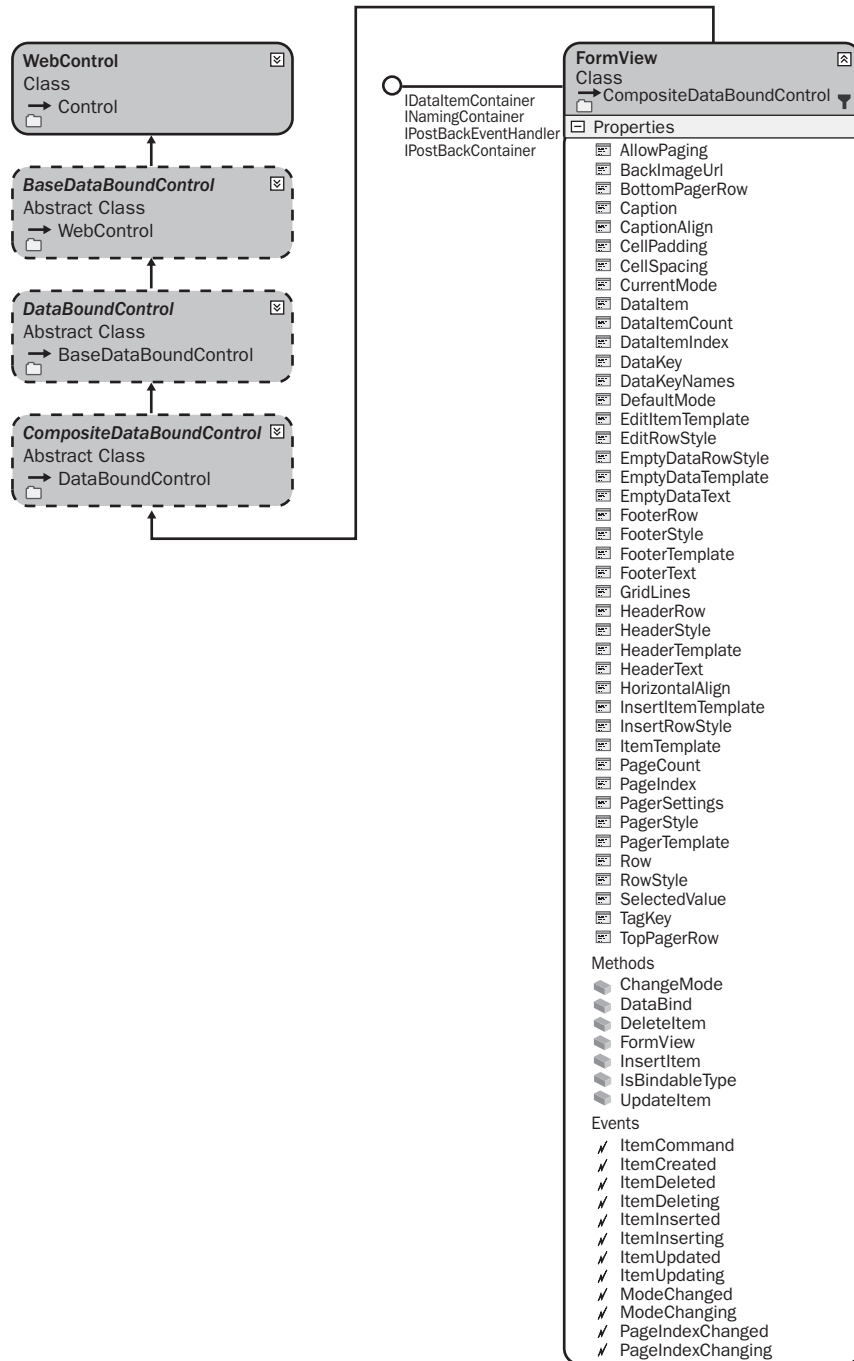 WebControl
Class
Control
BaseDataBoundControl
Abstract Class
WebControl
DataBoundControl
Abstract Class
BaseDataBoundControl
CompositeDataBoundControl
Abstract Class
DataBoundControl
IDataItemContainer
INamingContainer
IPostBackEventHandler
IPostBackContainer
FormView
Class
CompositeDataBoundControl
Properties
AllowPaging
BackImageUrl
BottomPagerRow
Caption
CaptionAlign
CellPadding
CellSpacing
CurrentMode
DataItem
DataItemCount
DataItemIndex
DataKey
DataKeyNames
DefaultMode
EditItemTemplate
EditRowStyle
EmptyDataRowStyle
EmptyDataTemplate
EmptyDataText
FooterRow
FooterStyle
FooterTemplate
FooterText
GridLines
HeaderRow
HeaderStyle
HeaderTemplate
HeaderText
HorizontalAlign
InsertItemTemplate
InsertRowStyle
ItemTemplate
PageCount
PageIndex
PagerSettings
PagerStyle
PagerTemplate
Row
RowStyle
SelectedValue
TagKey
TopPagerRow
Methods
ChangeMode
DataBind
DeleteItem
FormView
InsertItem
IsBindableType
UpdateItem
Events
ItemCommand
ItemCreated
ItemDeleted
ItemDeleting
ItemInserted
ItemInserting
ItemUpdated
ItemUpdating
ModeChanged
ModeChanging
PageIndexChanged
PageIndexChanging